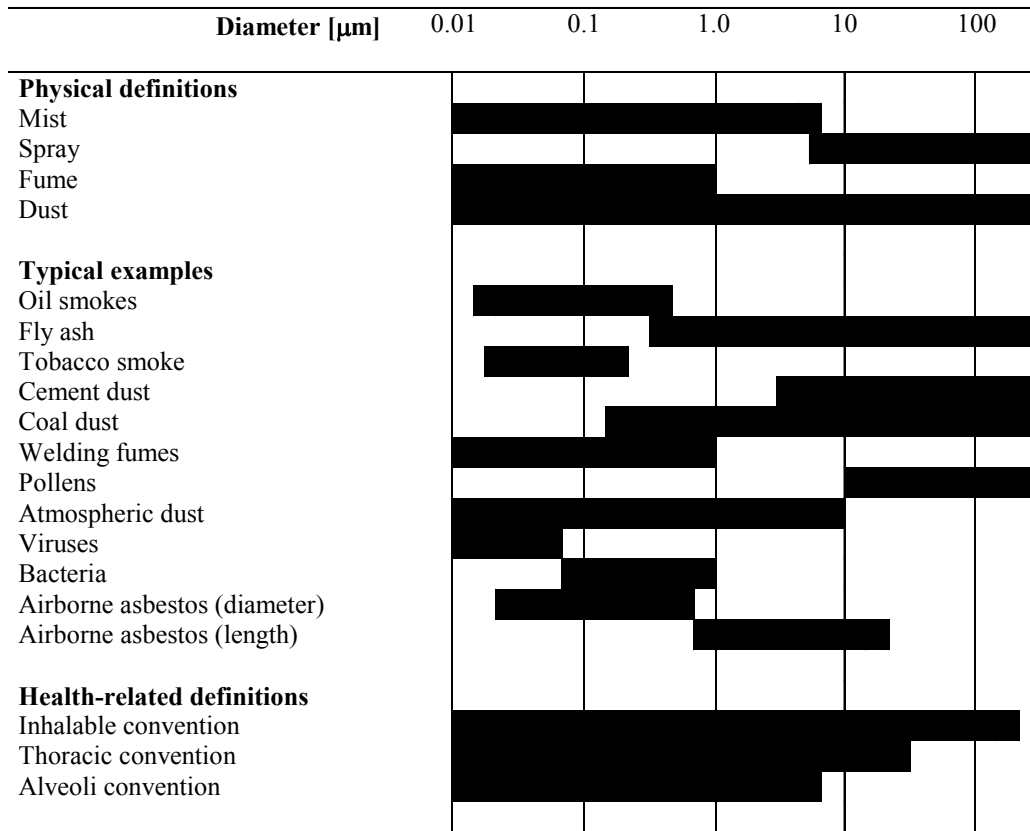 Diameter [µm] 0.01 0.1 1.0 10 100
Physical definitions
Mist
Spray
Fume
Dust
Typical examples
Oil smokes
Fly ash
Tobacco smoke
Cement dust
Coal dust
Welding fumes
Pollens
Atmospheric dust
Viruses
Bacteria
Airborne asbestos (diameter)
Airborne asbestos (length)
Health-related definitions
Inhalable convention
Thoracic convention
Alveoli convention